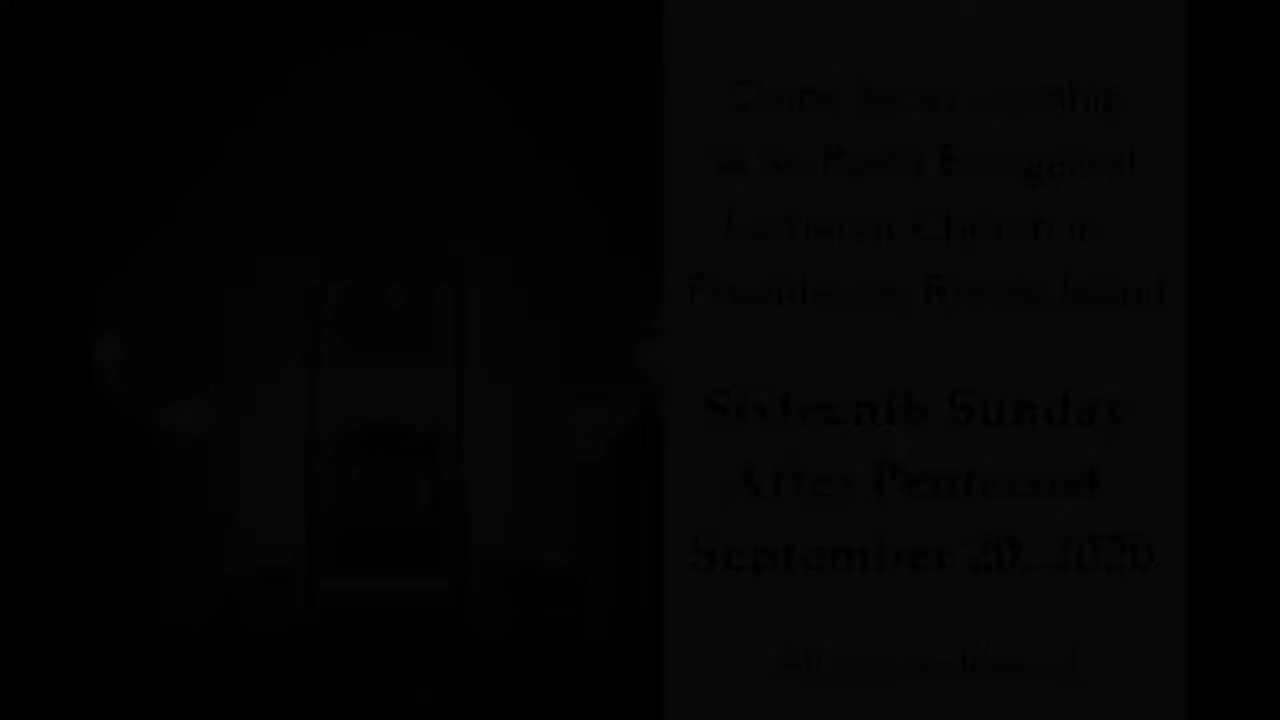 Come let us worship
at St. Paul's Evangelical
Lutheran Church in
Providence, Rhode Island
Sixteenth Sunday
After Pentecost
September 20, 2020